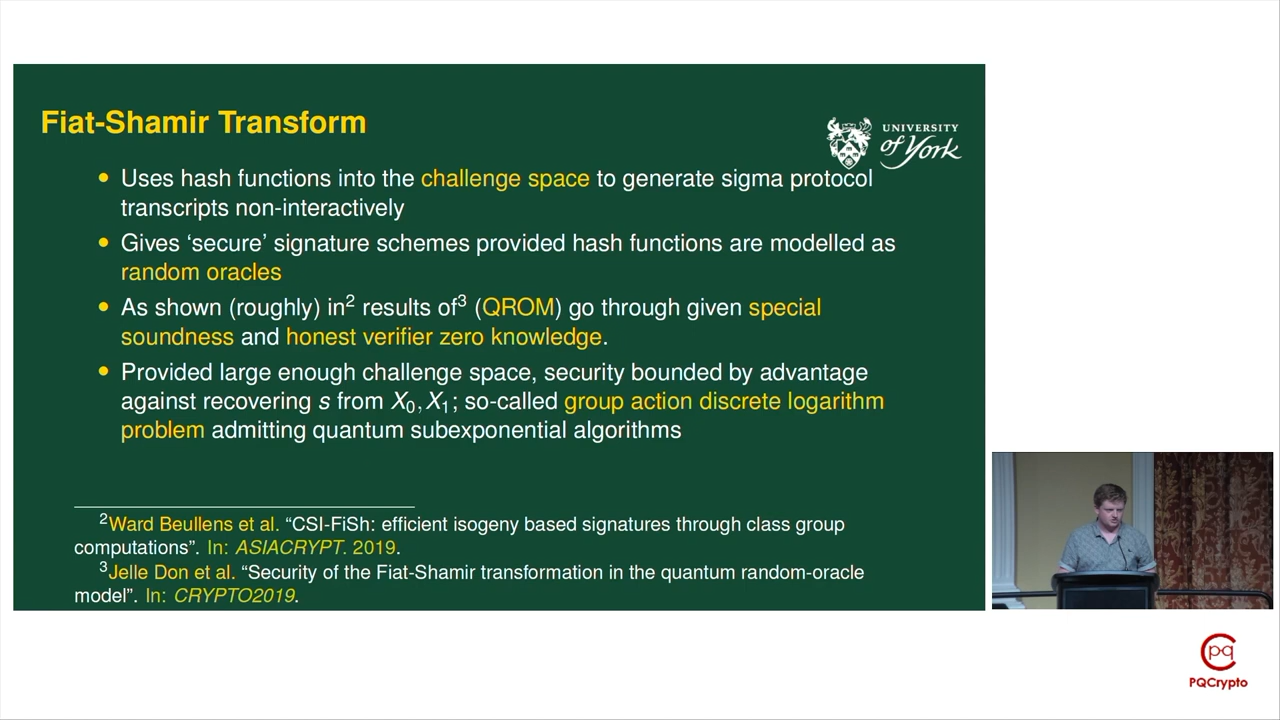 Fiat-Shamir Transform
UNIVERSITY
of York
• Uses hash functions into the challenge space to generate sigma protocol
transcripts non-interactively
• Gives ‘secure’ signature schemes provided hash functions are modelled as
random oracles
• As shown (roughly) in² results of³ (QROM) go through given special
soundness and honest verifier zero knowledge.
• Provided large enough challenge space, security bounded by advantage
against recovering s from X₀, X₁; so-called group action discrete logarithm
problem admitting quantum subexponential algorithms
²Ward Beullens et al. “CSI-FiSh: efficient isogeny based signatures through class group
computations”. In: ASIACRYPT. 2019.
³Jelle Don et al. “Security of the Fiat-Shamir transformation in the quantum random-oracle
model”. In: CRYPTO2019.
pq
PQCrypto